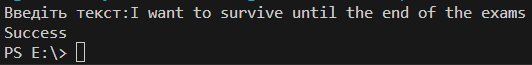 Введіть текст:I want to survive until the end of the exams
Success
PS E:\>